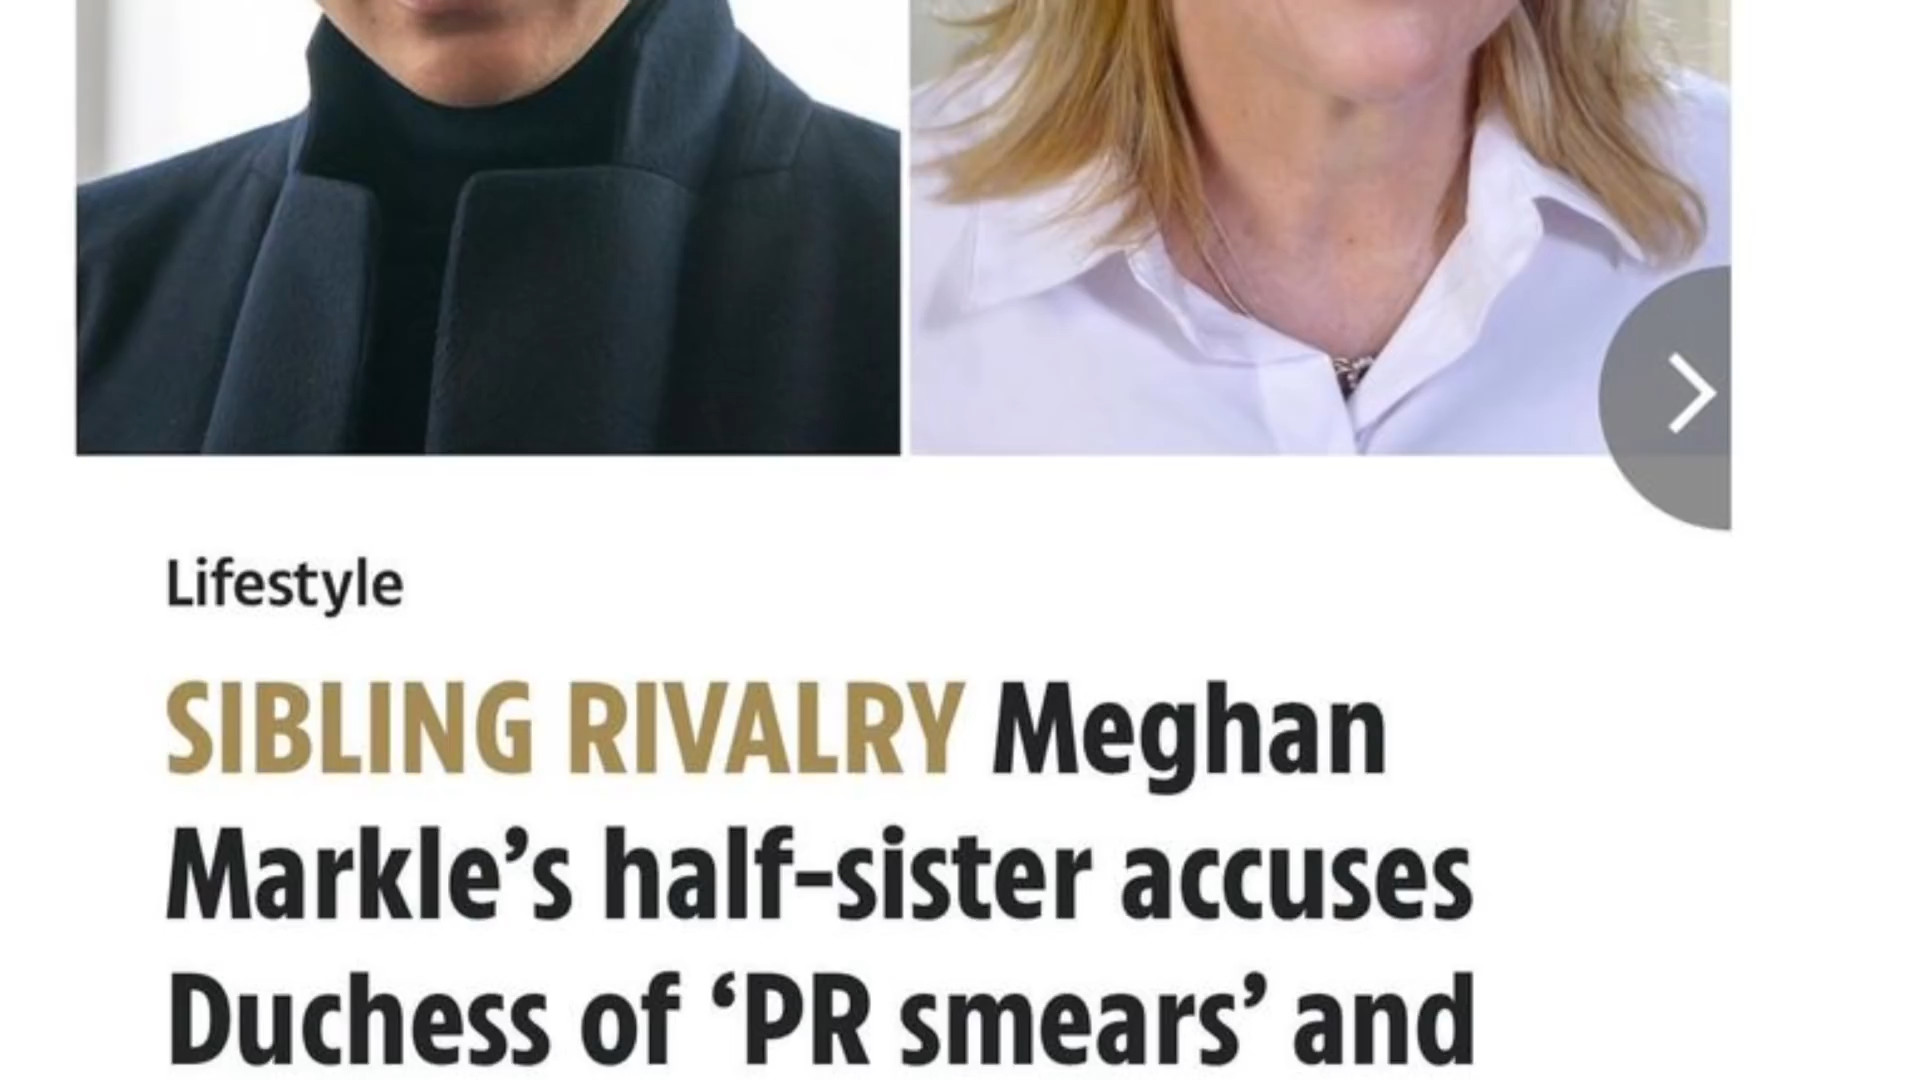 Lifestyle
SIBLING RIVALRY Meghan
Markle’s half-sister accuses
Duchess of ‘PR smears’ and